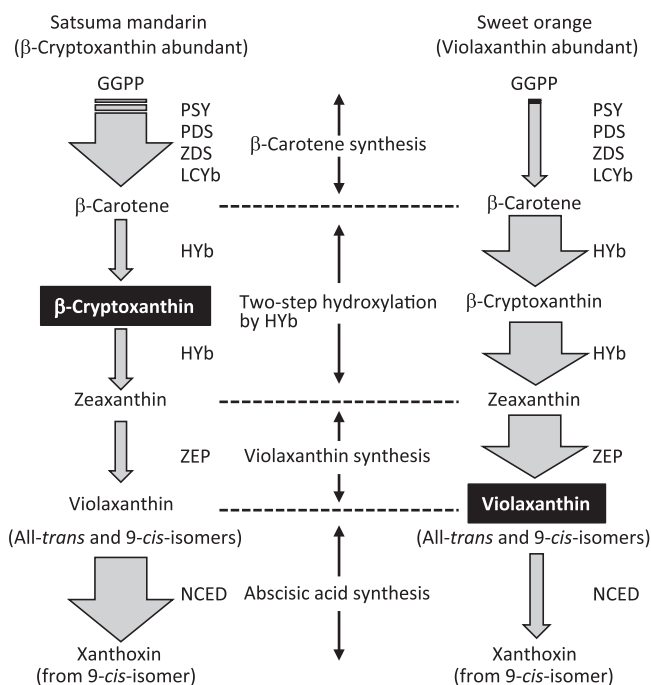 Satsuma mandarin
(β-Cryptoxanthin abundant)
GGPP
PSY
PDS
ZDS
LCYb
β-Carotene
HYb
β-Cryptoxanthin
HYb
Zeaxanthin
ZEP
Violaxanthin
(All-trans and 9-cis-isomers)
NCED
Xanthoxin
(from 9-cis-isomer)
β-Carotene synthesis
Two-step hydroxylation
by HYb
Violaxanthin synthesis
Abscisic acid synthesis
Sweet orange
(Violaxanthin abundant)
GGPP
PSY
PDS
ZDS
LCYb
β-Carotene
HYb
β-Cryptoxanthin
HYb
Zeaxanthin
ZEP
Violaxanthin
(All-trans and 9-cis-isomers)
NCED
Xanthoxin
(from 9-cis-isomer)